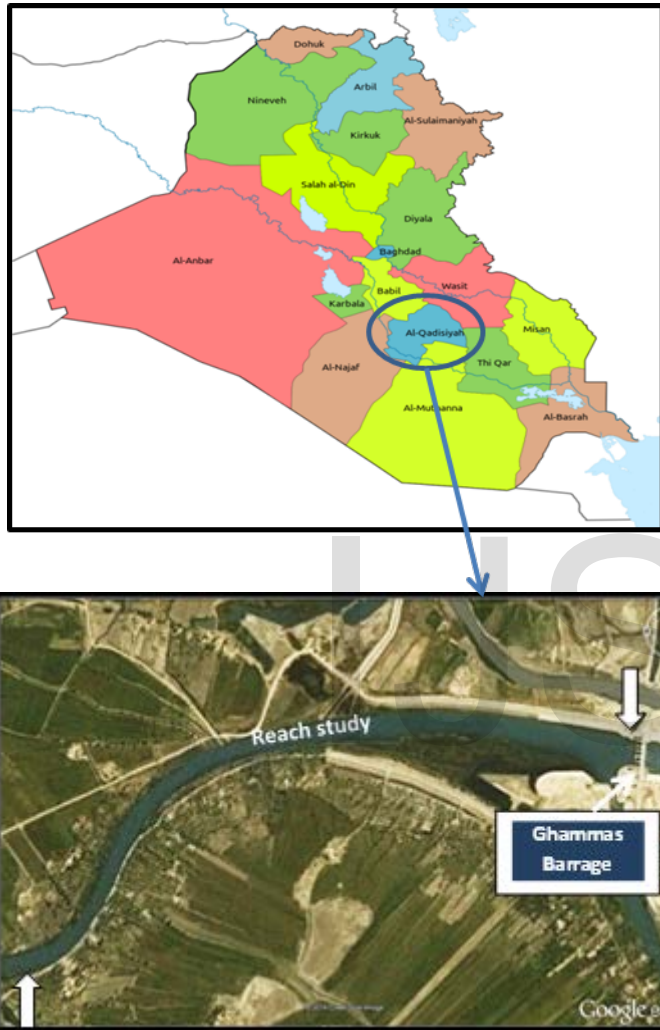 Dohuk
Arbil
Nineveh
Al-Sulaimaniyah
Kirkuk
Salah al-Din
Diyala
Baghdad
Al-Anbar
Wasit
Babil
Karbala
Misan
Al-Qadisiyah
Thi Qar
Al-Najaf
Al-Muthanna
Al-Basrah
Reach study
Ghammas
Barrage
Google